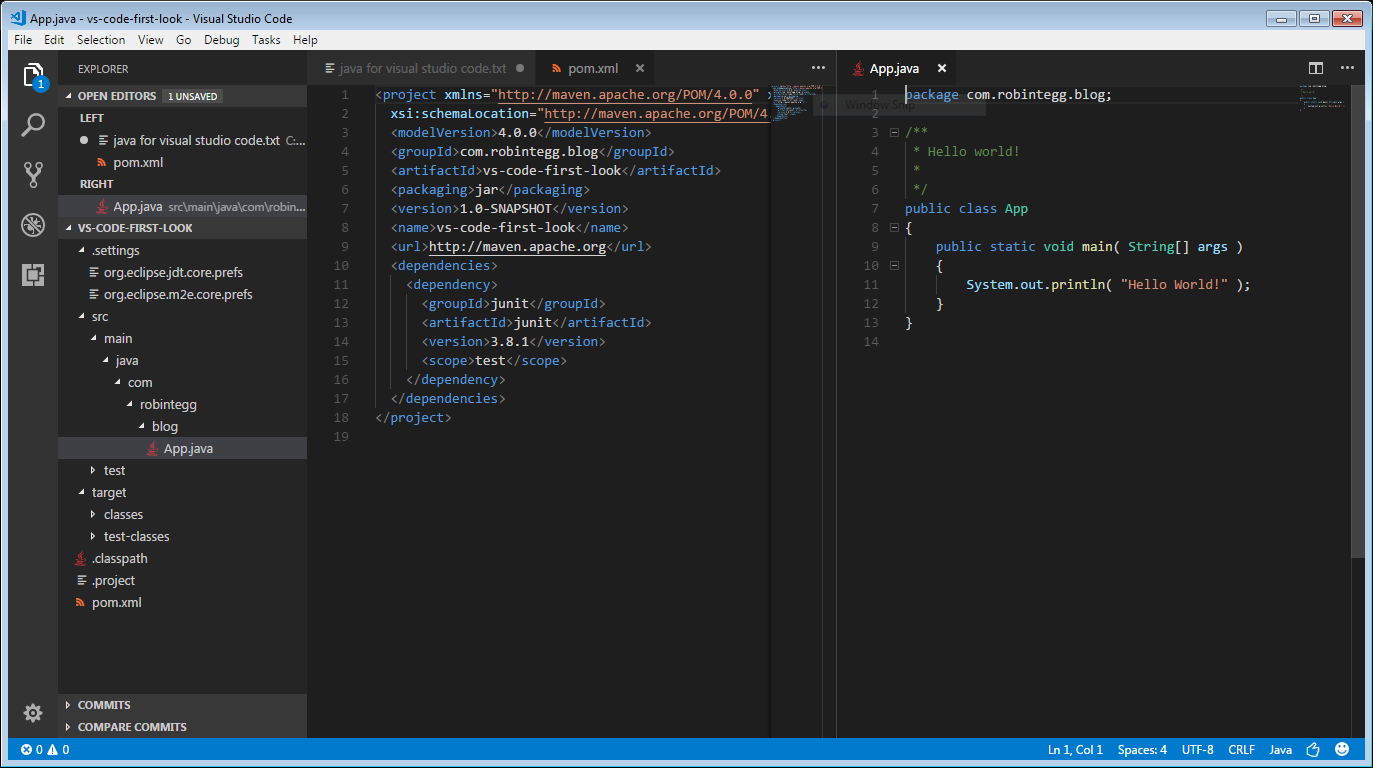 App.java - vs-code-first-look - Visual Studio Code
File Edit Selection View Go Debug Tasks Help
1
EXPLORER
OPEN EDITORS 1 UNSAVED
LEFT
java for visual studio code.txt C:...
pom.xml
RIGHT
App.java src\main\java\com\robin...
VS-CODE-FIRST-LOOK
.settings
org.eclipse.jdt.core.prefs
org.eclipse.m2e.core.prefs
src
main
java
com
robintegg
blog
App.java
test
target
classes
test-classes
.classpath
.project
pom.xml
COMMITS
COMPARE COMMITS
java for visual studio code.txt pom.xml
1 <project xmlns="http://maven.apache.org/POM/4.0.0"
2 xsi:schemaLocation="http://maven.apache.org/POM/4
3 <modelVersion>4.0.0</modelVersion>
4 <groupId>com.robintegg.blog</groupId>
5 <artifactId>vs-code-first-look</artifactId>
6 <packaging>jar</packaging>
7 <version>1.0-SNAPSHOT</version>
8 <name>vs-code-first-look</name>
9 <url>http://maven.apache.org</url>
10 <dependencies>
11 <dependency>
12 <groupId>junit</groupId>
13 <artifactId>junit</artifactId>
14 <version>3.8.1</version>
15 <scope>test</scope>
16 </dependency>
17 </dependencies>
18 </project>
19
App.java
Window Snip
1 package com.robintegg.blog;
2
3 /**
4 * Hello world!
5 *
6 */
7 public class App
8 {
9 public static void main( String[] args )
10 {
11 System.out.println( "Hello World!" );
12 }
13 }
14
0 0
Ln 1, Col 1 Spaces: 4 UTF-8 CRLF Java